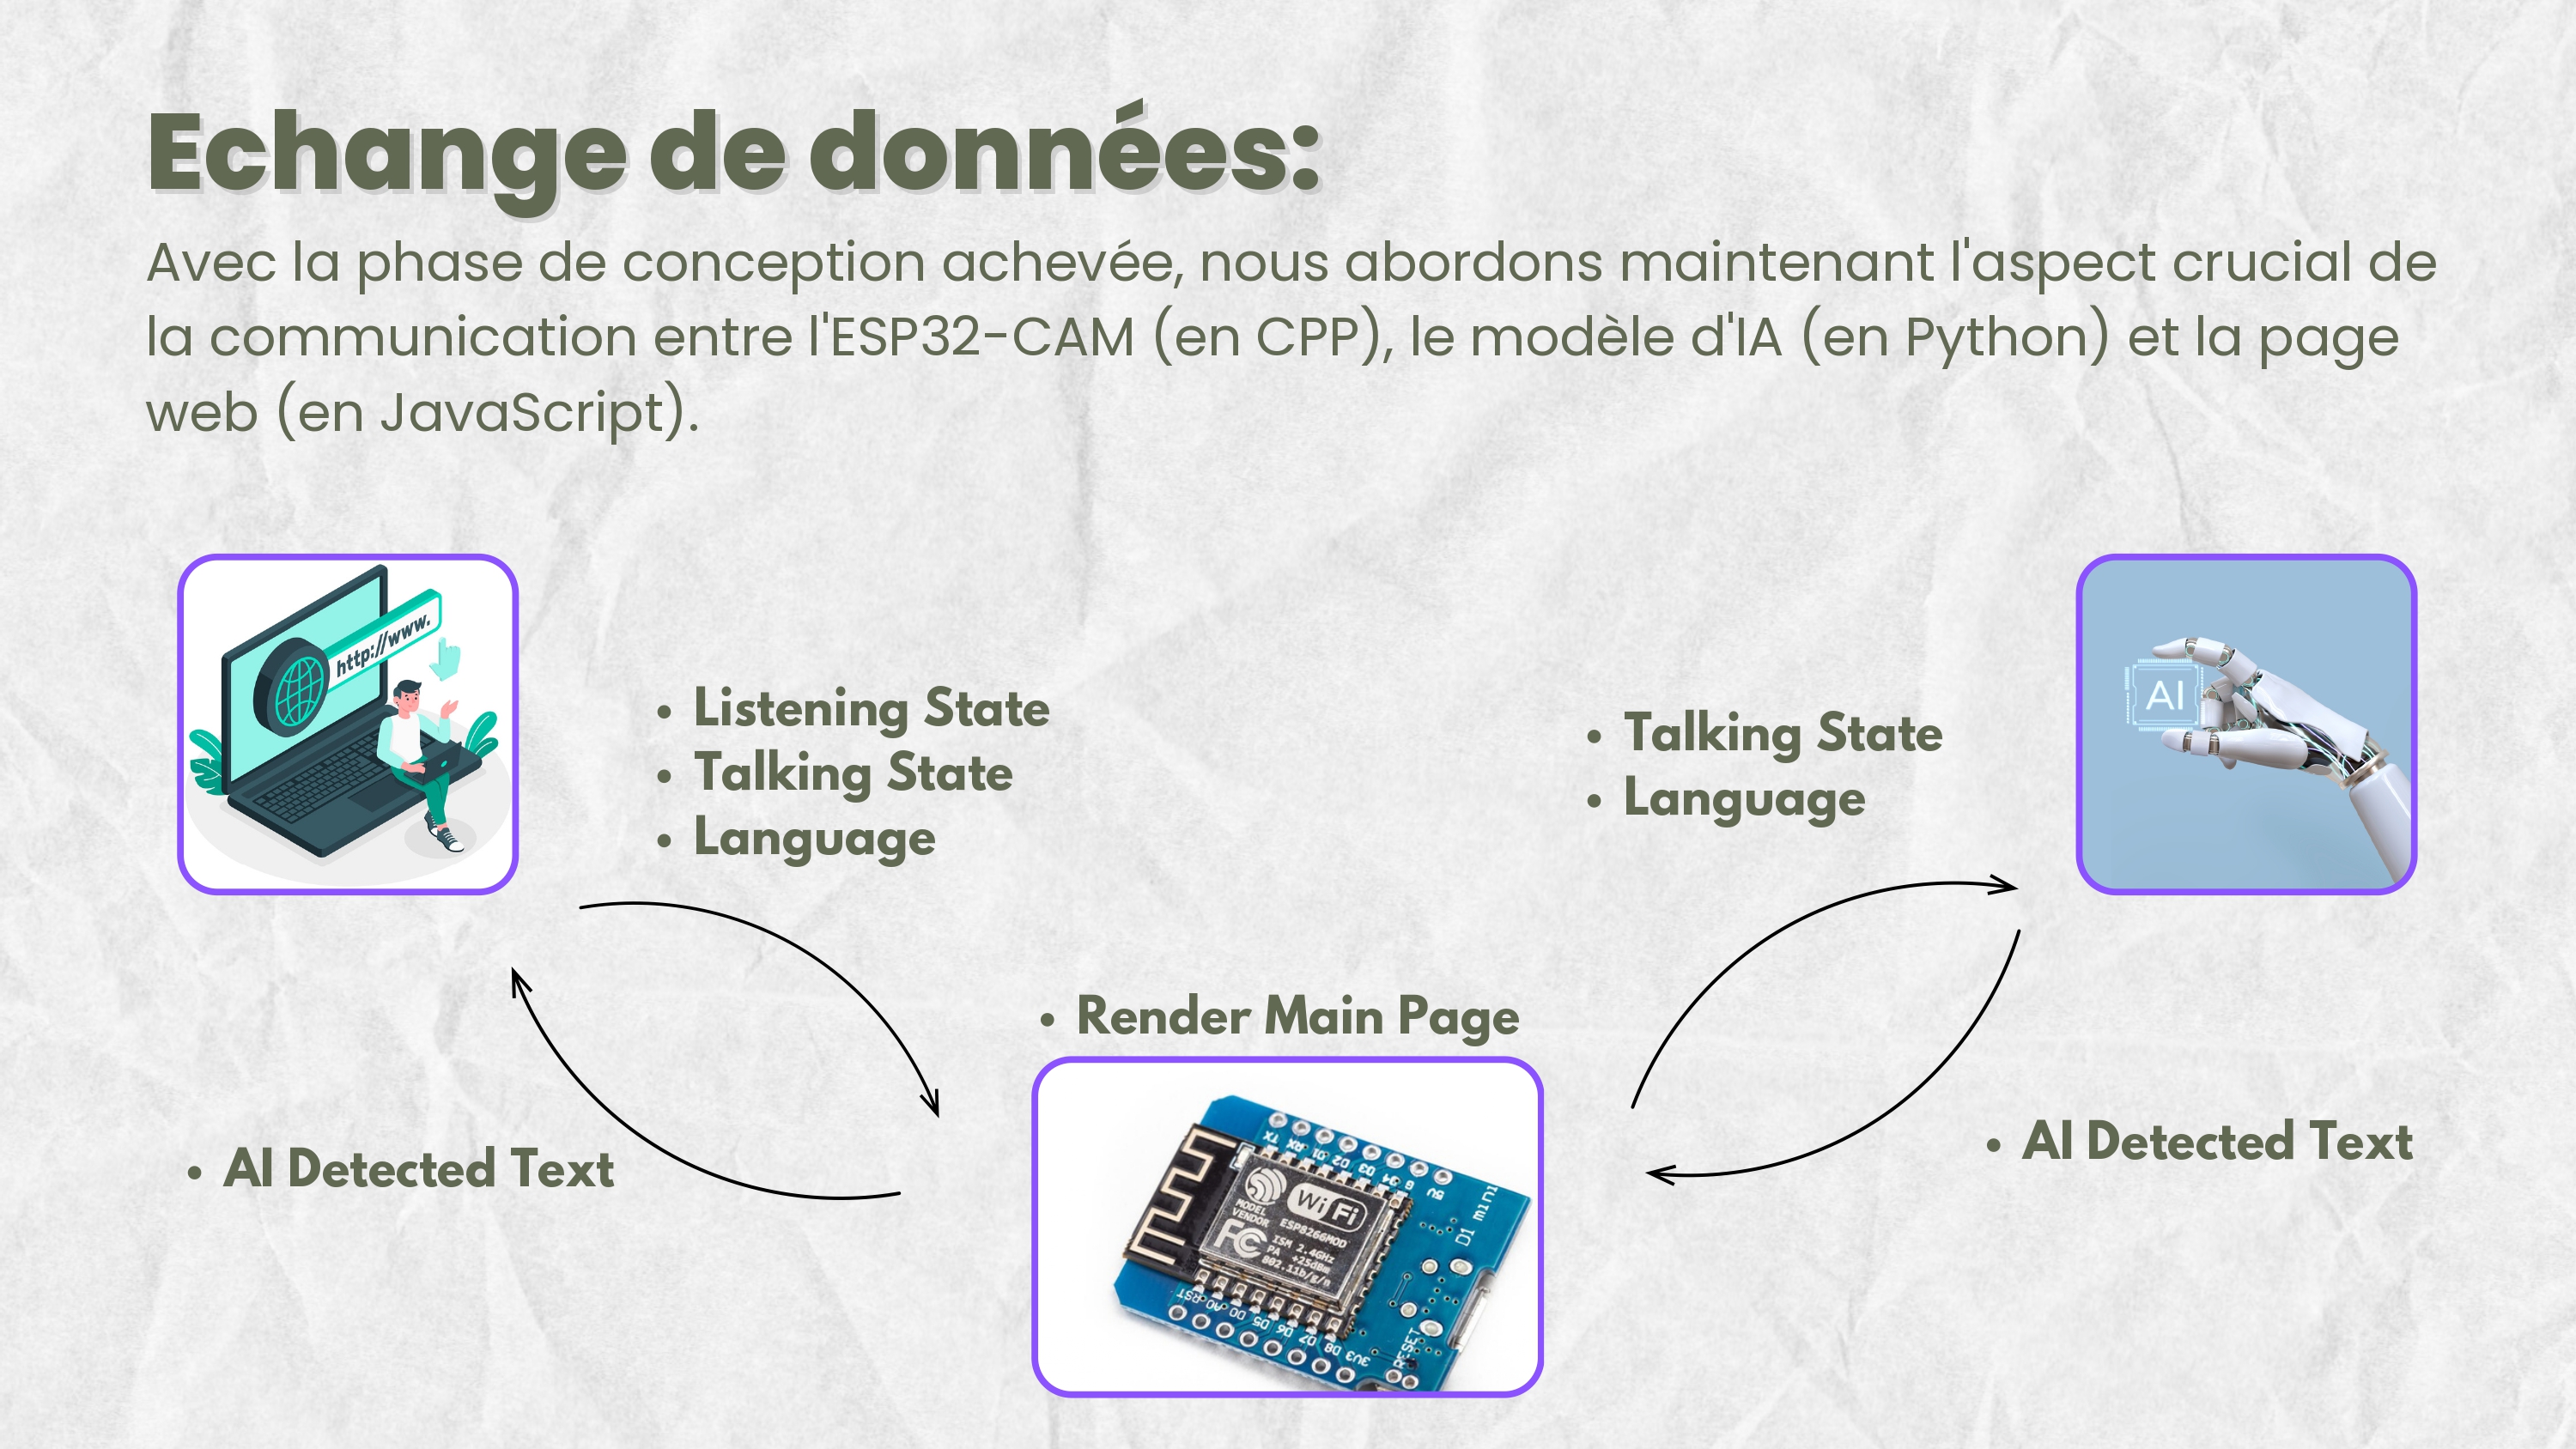 Echange de données:
Avec la phase de conception achevée, nous abordons maintenant l'aspect crucial de
la communication entre l'ESP32-CAM (en CPP), le modèle d'IA (en Python) et la page
web (en JavaScript).
http://www.
• Listening State
• Talking State
• Language
• Talking State
• Language
AI
• Render Main Page
• AI Detected Text
• AI Detected Text
TX RX D1 D2 D3 D4 G 5V
MODEL
VENDOR
WiFi
ESP8266MOD
FC
ISM 2.4GHz
PA +25dBm
802.11b/g/n
D1 mini
RST A0 D0 D5 D6 D7 D8 3V3
RESET